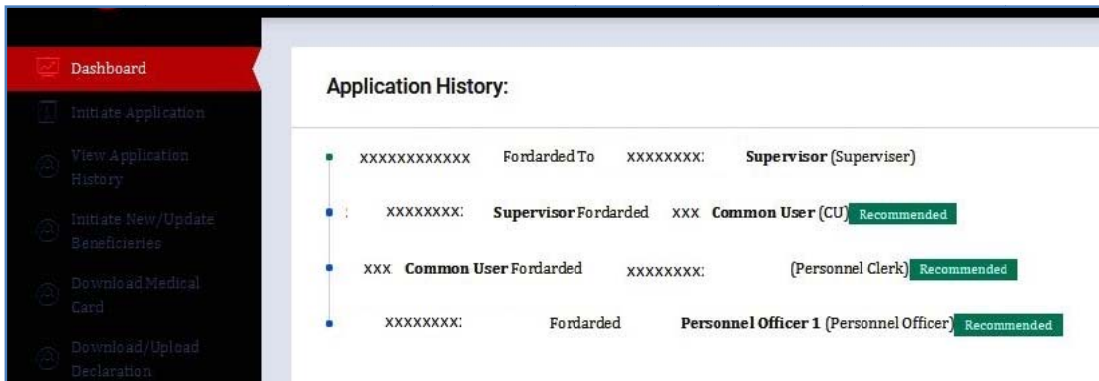 Dashboard
Initiate Application
View Application
History
Initiate New/Update
Beneficieries
Download Medical
Card
Download/Upload
Declaration
Application History:
xxxxxxxxxxxx Fordarded To xxxxxxxx: Supervisor (Superviser)
: xxxxxxxx: Supervisor Fordarded xxx Common User (CU) Recommended
xxx Common User Fordarded xxxxxxxx: (Personnel Clerk) Recommended
xxxxxxxx: Fordarded Personnel Officer 1 (Personnel Officer) Recommended